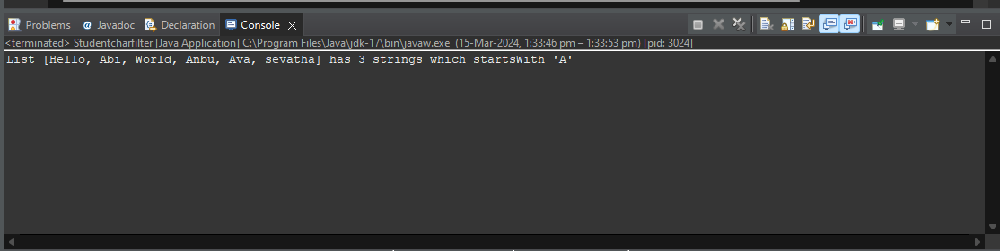 Problems @ Javadoc Declaration Console
<terminated> Studentcharfilter [Java Application] C:\Program Files\Java\jdk-17\bin\javaw.exe (15-Mar-2024, 1:33:46 pm – 1:33:53 pm) [pid: 3024]
List [Hello, Abi, World, Anbu, Ava, sevatha] has 3 strings which startsWith 'A'